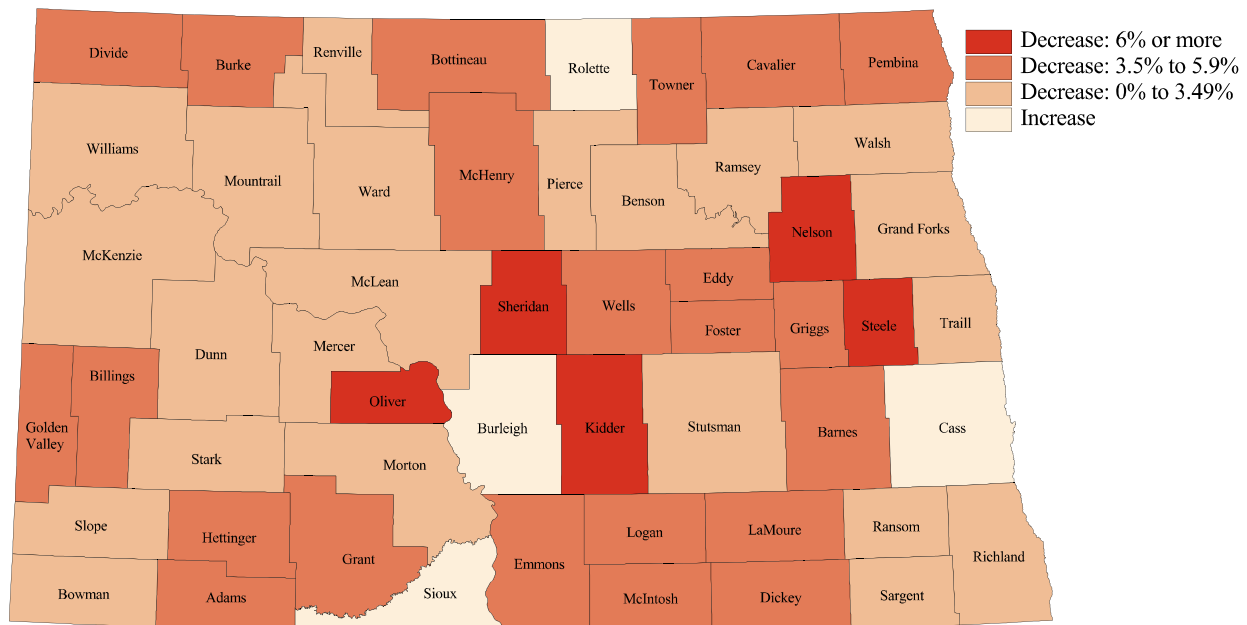 Decrease: 6% or more
Decrease: 3.5% to 5.9%
Decrease: 0% to 3.49%
Increase
Divide
Burke
Renville
Bottineau
Rolette
Towner
Cavalier
Pembina
Williams
Mountrail
Ward
McHenry
Pierce
Benson
Ramsey
Walsh
McKenzie
McLean
Sheridan
Wells
Eddy
Nelson
Grand Forks
Dunn
Mercer
Oliver
Foster
Griggs
Steele
Traill
Golden
Valley
Billings
Stark
Morton
Burleigh
Kidder
Stutsman
Barnes
Cass
Slope
Hettinger
Grant
Emmons
Logan
LaMoure
Ransom
Richland
Bowman
Adams
Sioux
McIntosh
Dickey
Sargent